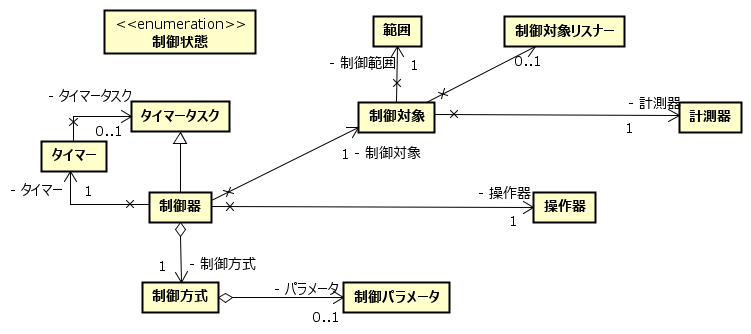 <<enumeration>>
制御状態
範囲
制御対象リスナー
- 制御範囲
1
0..1
- タイマータスク
タイマータスク
0..1
制御対象
- 計測器
計測器
1
タイマー
1 - 制御対象
- タイマー
1
制御器
- 操作器
操作器
1
1
- 制御方式
制御方式
- パラメータ
制御パラメータ
0..1